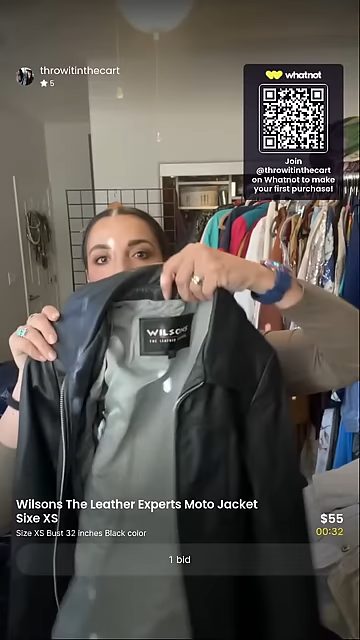 throwitinthecart
★ 5
whatnot
Join
@throwitinthecart
on Whatnot to make
your first purchase!
WILSONS
THE LEATHER EXPERTS
Wilsons The Leather Experts Moto Jacket
Sixe XS
$55
Size XS Bust 32 inches Black color
00:32
1 bid